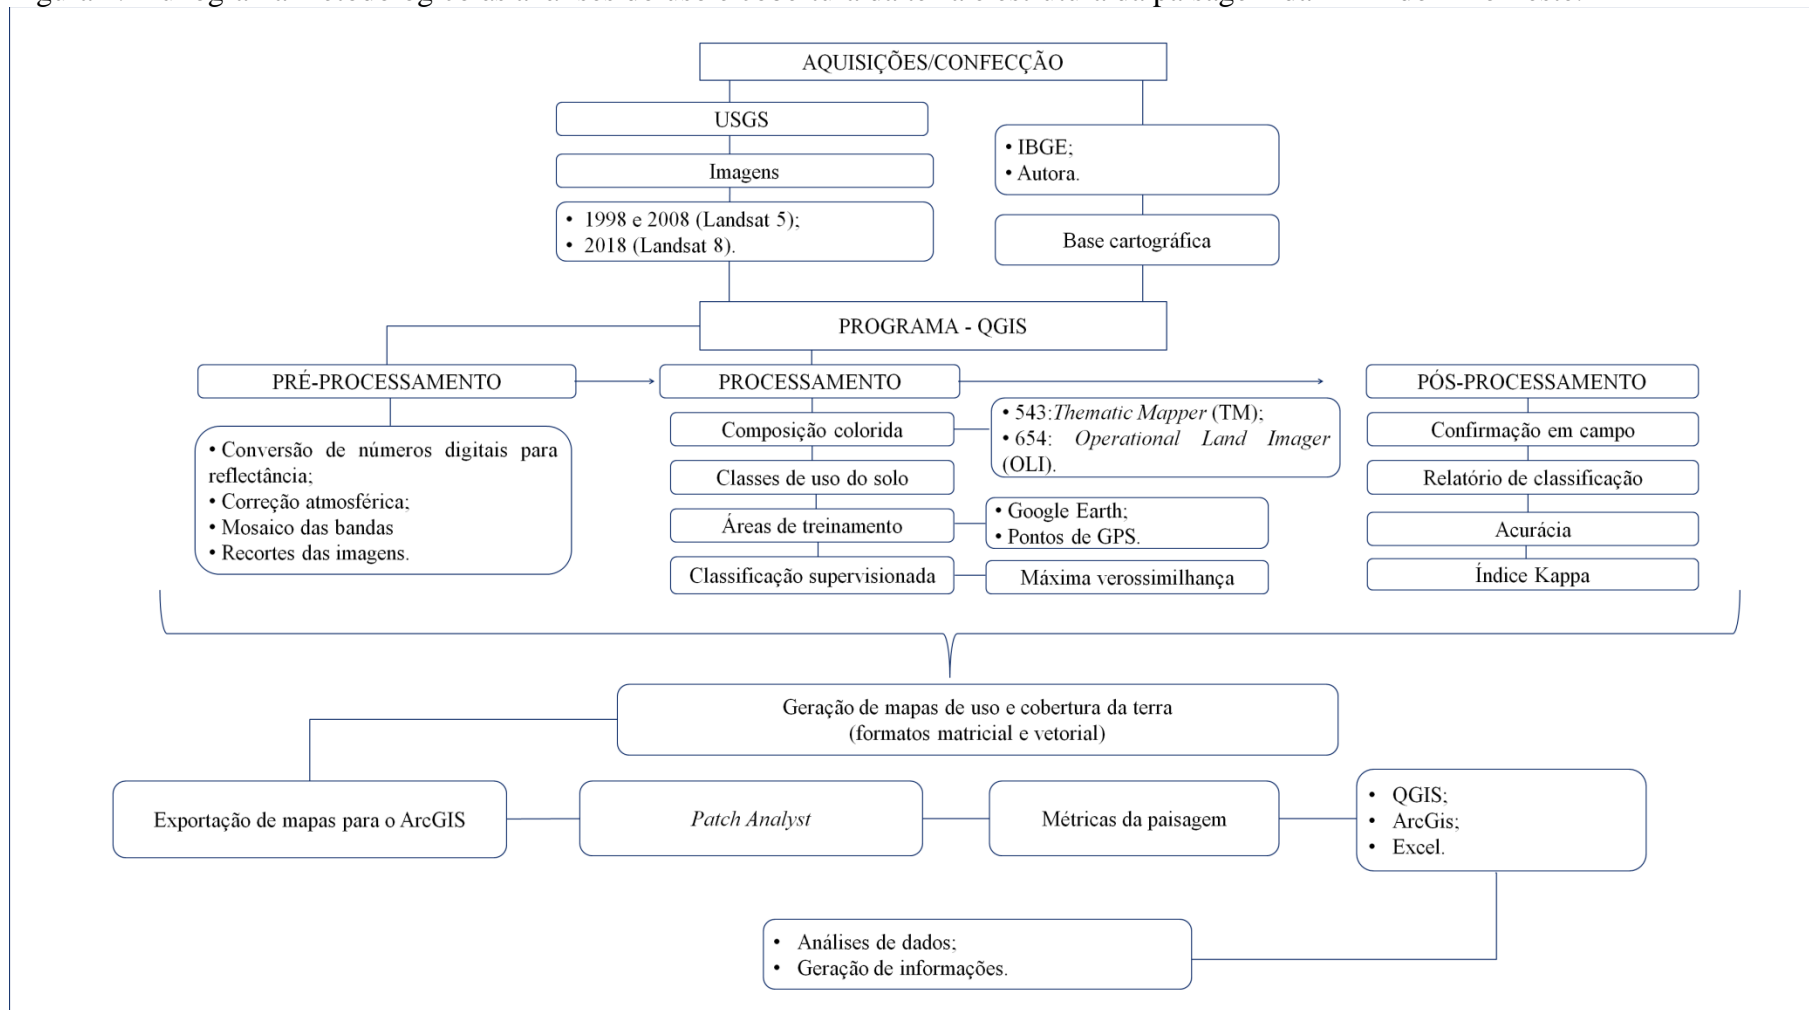 AQUISIÇÕES/CONFECÇÃO
USGS
Imagens
• 1998 e 2008 (Landsat 5);
• 2018 (Landsat 8).
• IBGE;
• Autora.
Base cartográfica
PROGRAMA - QGIS
PRÉ-PROCESSAMENTO
• Conversão de números digitais para
reflectância;
• Correção atmosférica;
• Mosaico das bandas
• Recortes das imagens.
PROCESSAMENTO
Composição colorida
• 543:Thematic Mapper (TM);
• 654: Operational Land Imager
(OLI).
Classes de uso do solo
Áreas de treinamento
• Google Earth;
• Pontos de GPS.
Classificação supervisionada
Máxima verossimilhança
PÓS-PROCESSAMENTO
Confirmação em campo
Relatório de classificação
Acurácia
Índice Kappa
Geração de mapas de uso e cobertura da terra
(formatos matricial e vetorial)
Exportação de mapas para o ArcGIS
Patch Analyst
Métricas da paisagem
• QGIS;
• ArcGis;
• Excel.
• Análises de dados;
• Geração de informações.